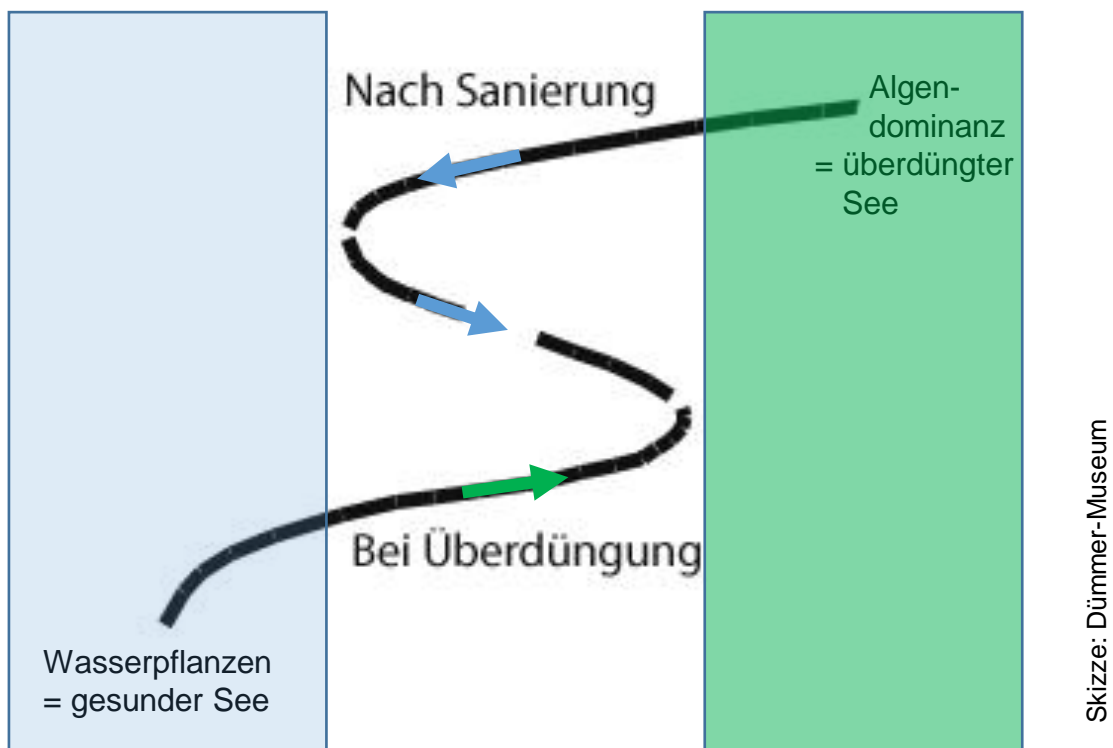 Nach Sanierung
Algen-
dominanz
= überdüngter
See
Bei Überdüngung
Wasserpflanzen
= gesunder See
Skizze: Dümmer-Museum